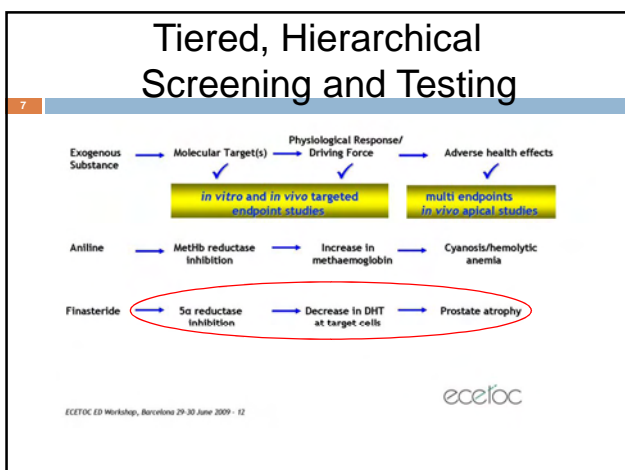 Tiered, Hierarchical
Screening and Testing
7
Exogenous
Substance
Molecular Target(s)
Physiological Response/
Driving Force
Adverse health effects
in vitro and in vivo targeted
endpoint studies
multi endpoints
in vivo apical studies
Aniline
MetHb reductase
inhibition
Increase in
methaemoglobin
Cyanosis/hemolytic
anemia
Finasteride
5α reductase
inhibition
Decrease in DHT
at target cells
Prostate atrophy
ecetoc
ECETOC ED Workshop, Barcelona 29-30 June 2009 - 12